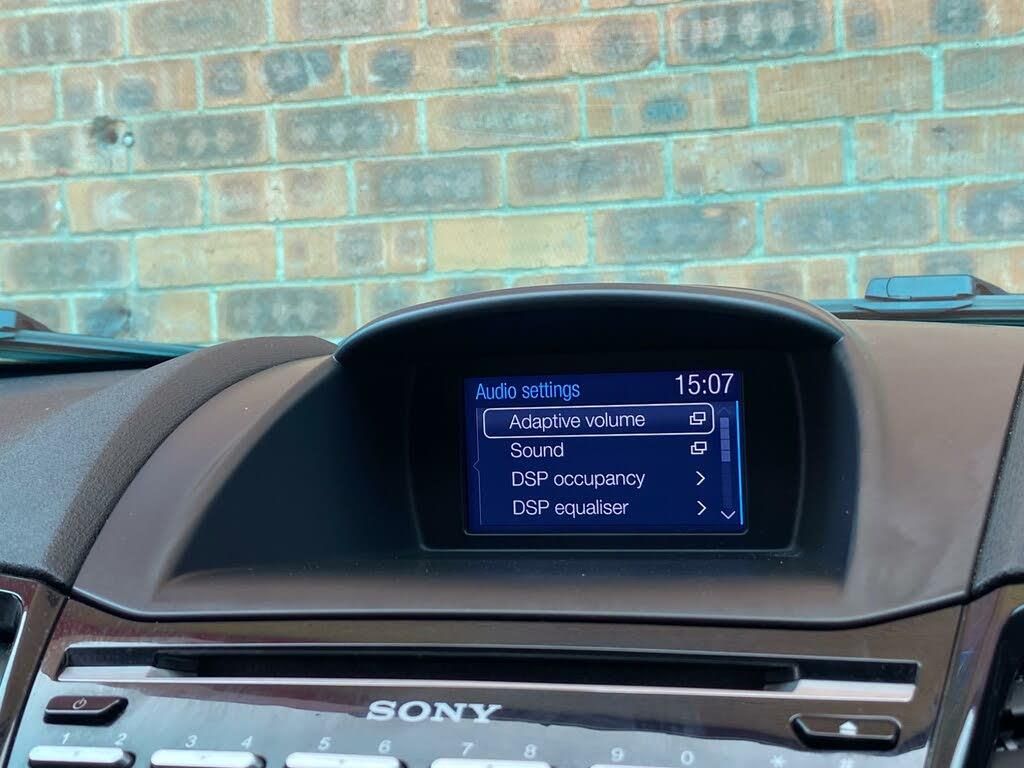 Audio settings 15:07
Adaptive volume
Sound
DSP occupancy
DSP equaliser
SONY
1 2 3 4 5 6 7 8 9 0 * #